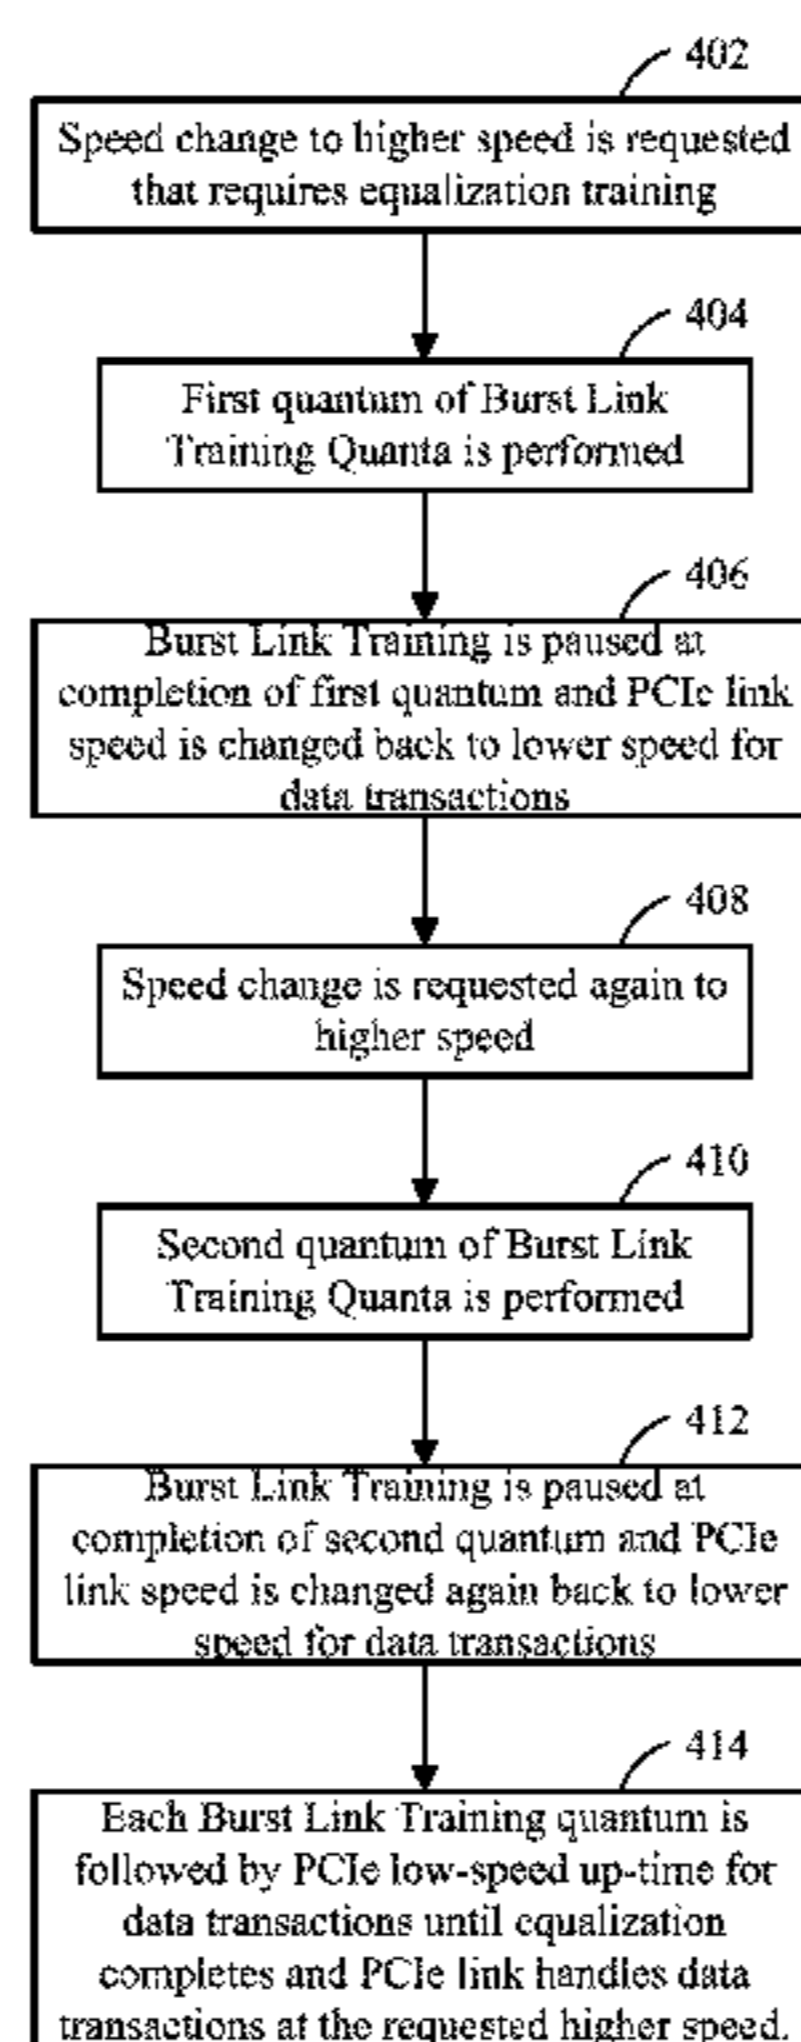 402
Speed change to higher speed is requested
that requires equalization training
404
First quantum of Burst Link
Training Quanta is performed
406
Burst Link Training is paused at
completion of first quantum and PCIe link
speed is changed back to lower speed for
data transactions
408
Speed change is requested again to
higher speed
410
Second quantum of Burst Link
Training Quanta is performed
412
Burst Link Training is paused at
completion of second quantum and PCIe
link speed is changed again back to lower
speed for data transactions
414
Each Burst Link Training quantum is
followed by PCIe low-speed up-time for
data transactions until equalization
completes and PCIe link handles data
transactions at the requested higher speed.